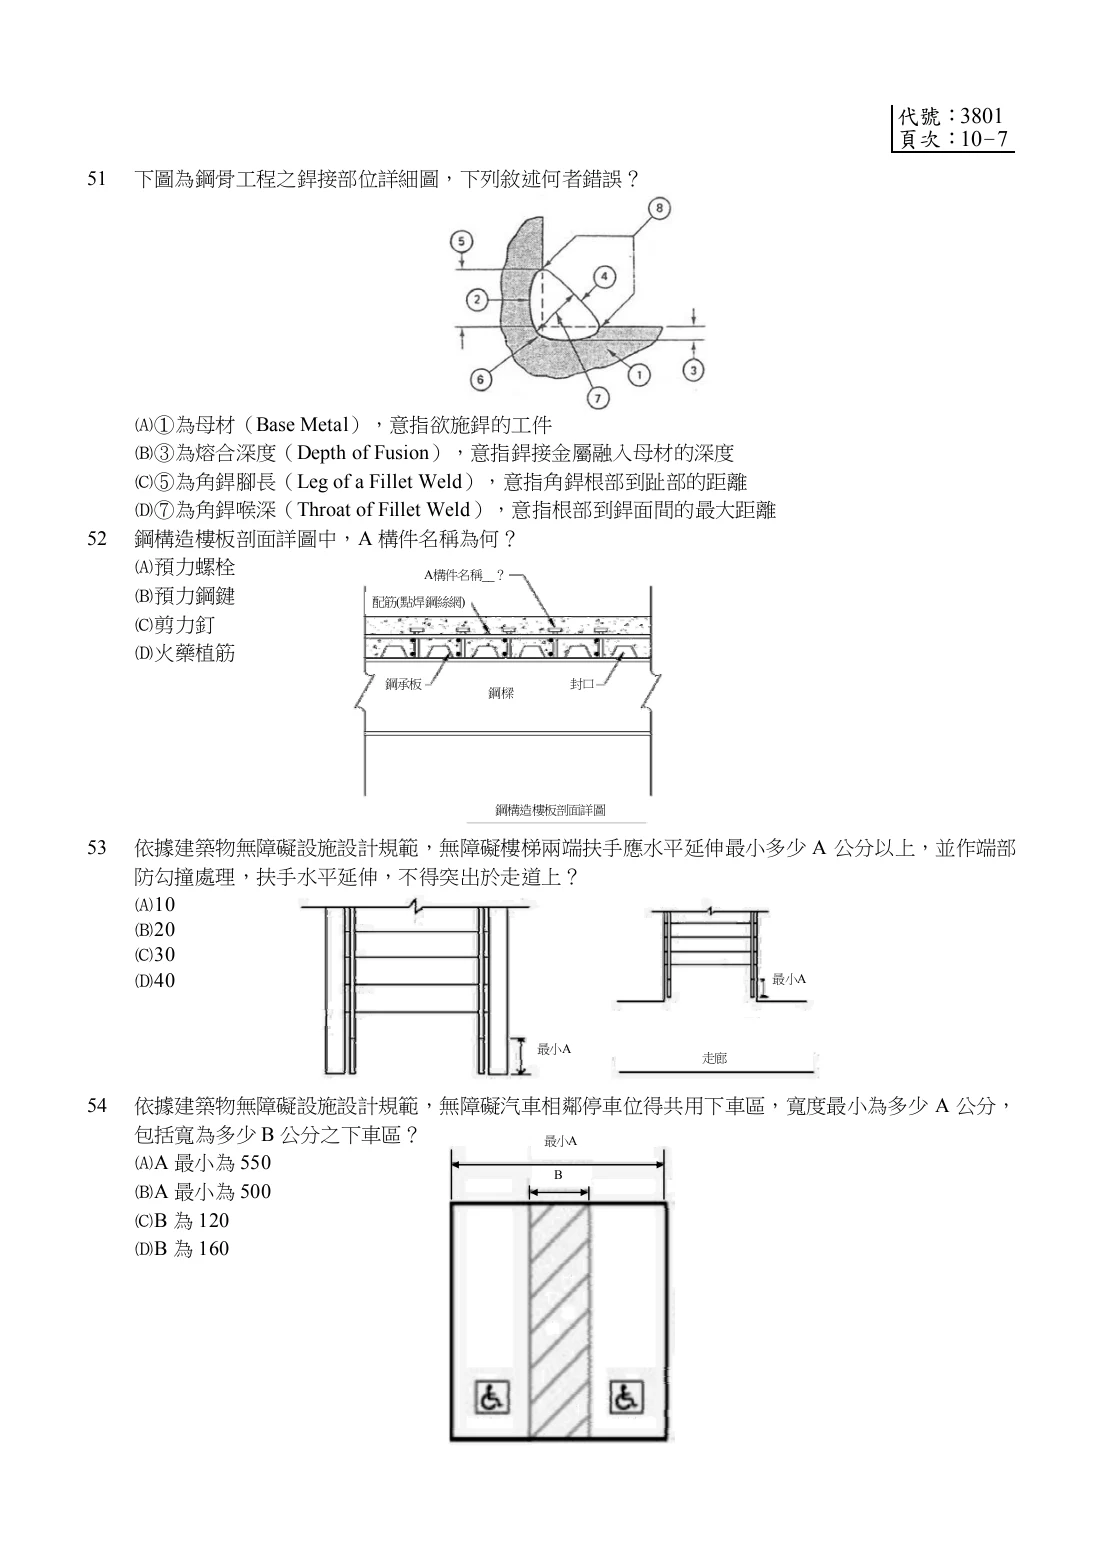 代號：3801
頁次：10－7
51 下圖為鋼骨工程之銲接部位詳細圖，下列敘述何者錯誤？
⑧
⑤
④
②
①
③
⑥
⑦
(A)①為母材（Base Metal），意指欲施銲的工件
(B)③為熔合深度（Depth of Fusion），意指銲接金屬融入母材的深度
(C)⑤為角銲腳長（Leg of a Fillet Weld），意指角銲根部到趾部的距離
(D)⑦為角銲喉深（Throat of Fillet Weld），意指根部到銲面間的最大距離
52 鋼構造樓板剖面詳圖中，A 構件名稱為何？
(A)預力螺栓
(B)預力鋼鍵
(C)剪力釘
(D)火藥植筋
A構件名稱__？
配筋(點焊鋼絲網)
鋼承板
鋼樑
封口
鋼構造樓板剖面詳圖
53 依據建築物無障礙設施設計規範，無障礙樓梯兩端扶手應水平延伸最小多少 A 公分以上，並作端部
防勾撞處理，扶手水平延伸，不得突出於走道上？
(A)10
(B)20
(C)30
(D)40
最小A
最小A
走廊
54 依據建築物無障礙設施設計規範，無障礙汽車相鄰停車位得共用下車區，寬度最小為多少 A 公分，
包括寬為多少 B 公分之下車區？
(A)A 最小為 550
(B)A 最小為 500
(C)B 為 120
(D)B 為 160
最小A
B